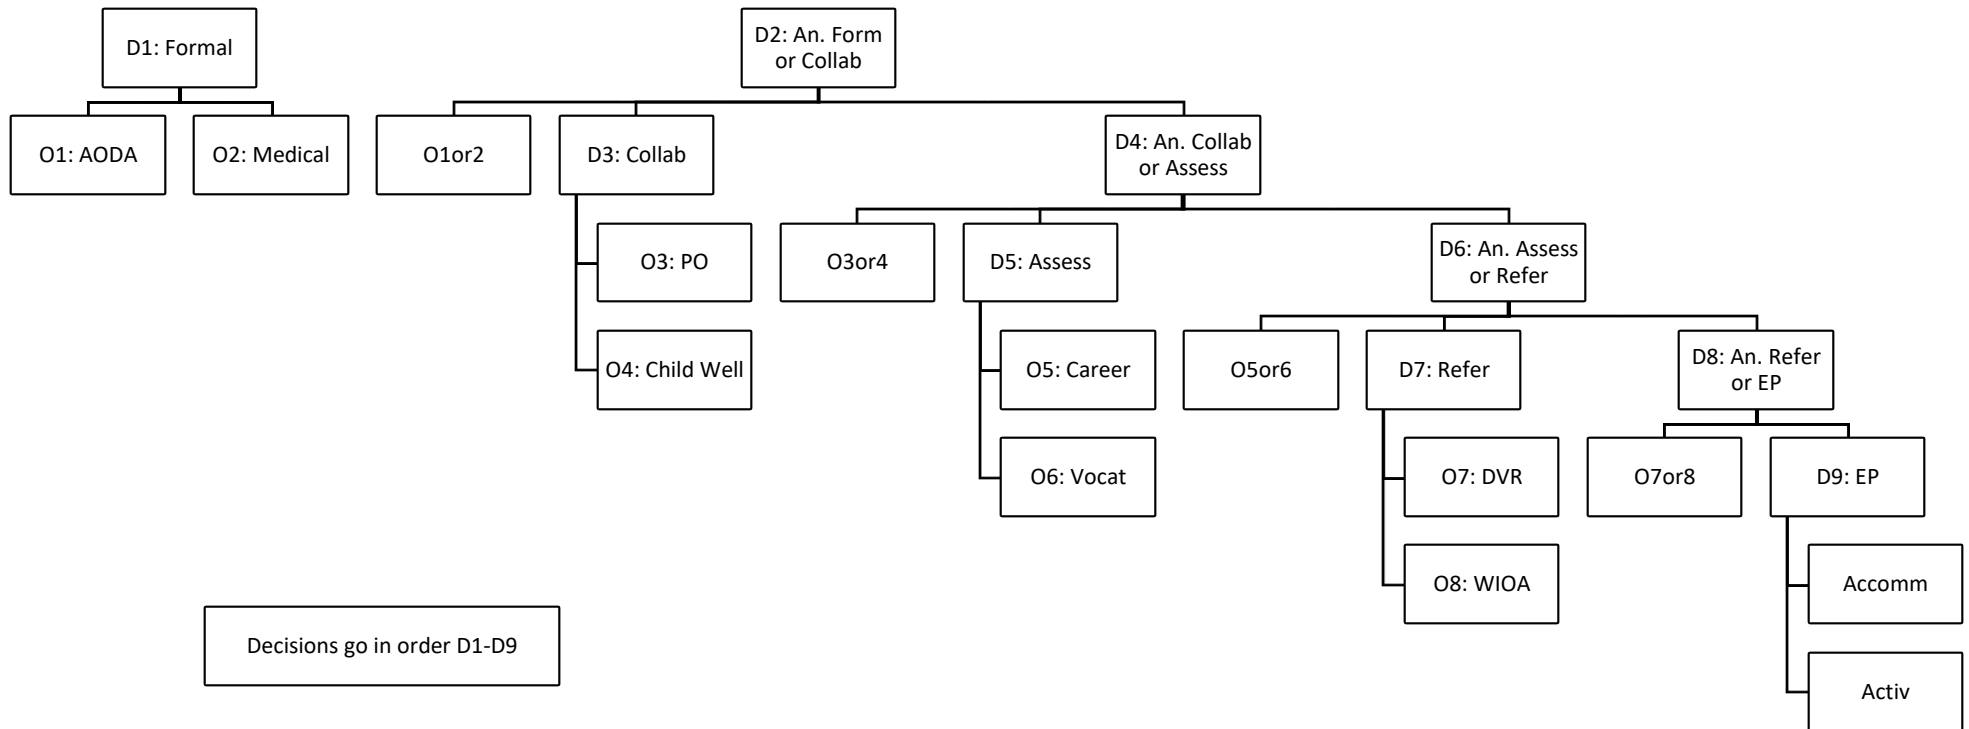 D1: Formal
D2: An. Form
or Collab
O1: AODA
O2: Medical
O1or2
D3: Collab
D4: An. Collab
or Assess
O3: PO
O3or4
D5: Assess
D6: An. Assess
or Refer
O4: Child Well
O5: Career
O5or6
D7: Refer
D8: An. Refer
or EP
O6: Vocat
O7: DVR
O7or8
D9: EP
O8: WIOA
Accomm
Decisions go in order D1-D9
Activ